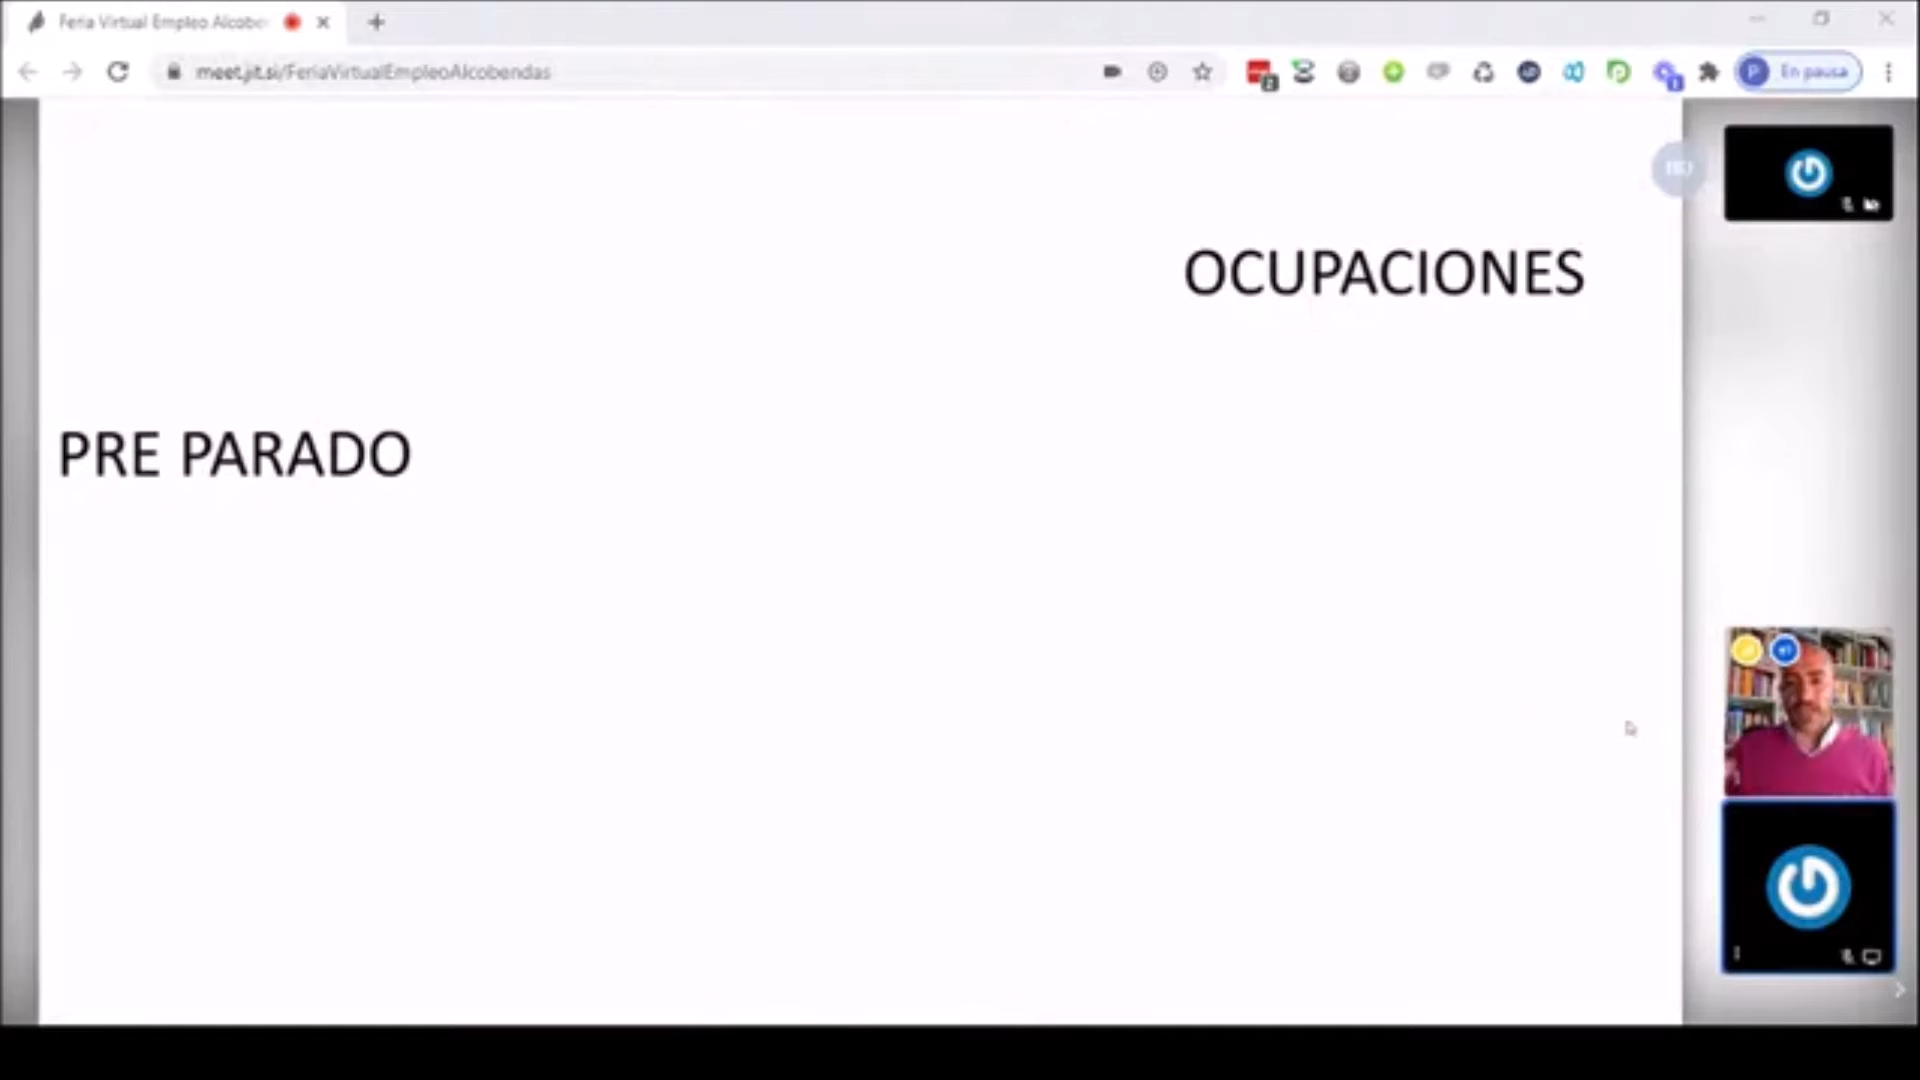 Feria Virtual Empleo Alcobe
meet.jit.si/FeriaVirtualEmpleoAlcobendas
P En pausa
OCUPACIONES
PRE PARADO